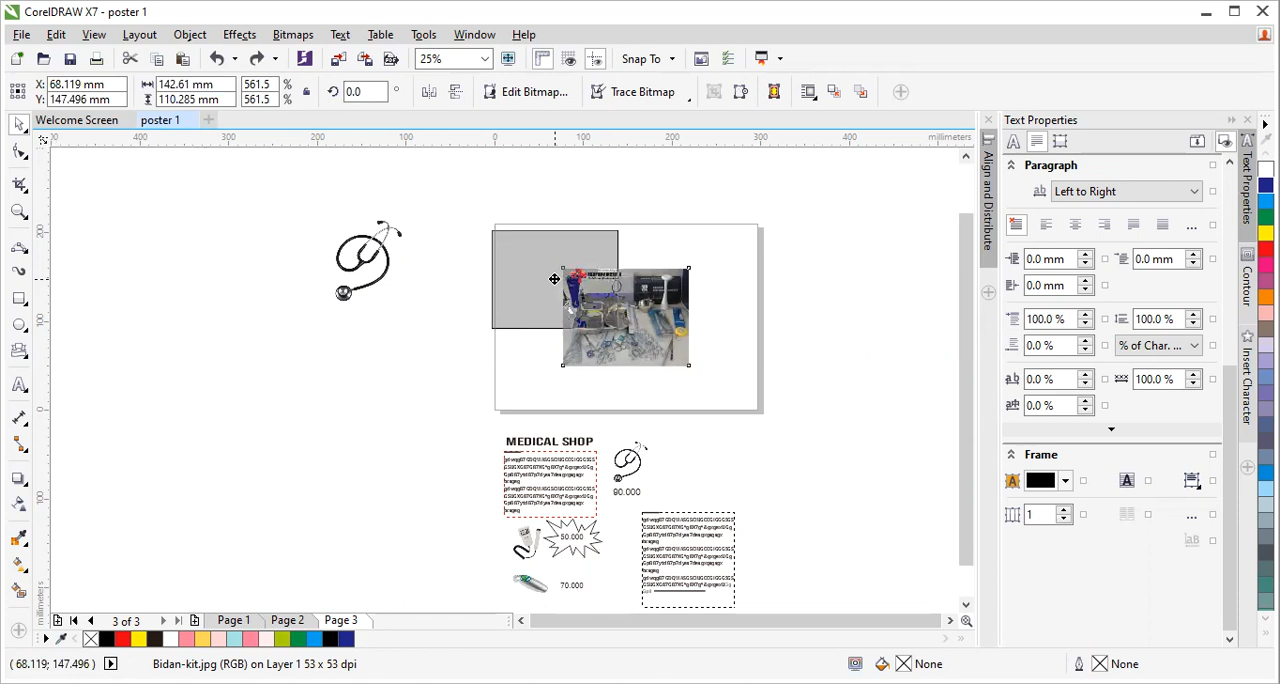 CorelDRAW X7 - poster 1
File Edit View Layout Object Effects Bitmaps Text Table Tools Window Help
25% Snap To
X: 68.119 mm 142.61 mm 561.5 % 0.0 ° Edit Bitmap... Trace Bitmap
Y: 147.496 mm 110.285 mm 561.5 %
Welcome Screen poster 1
300 200 100 0 100 200 300 400 millimeters
200
100
0
100
millimeters
MEDICAL SHOP
80.000
50.000
70.000
3 of 3 Page 1 Page 2 Page 3
( 68.119; 147.496 ) Bidan-kit.jpg (RGB) on Layer 1 53 x 53 dpi None None
Text Properties
Paragraph
Left to Right
0.0 mm 0.0 mm
0.0 mm
100.0 % 100.0 %
0.0 % % of Char. ...
0.0 % 100.0 %
0.0 %
Frame
1
Align and Distribute
Text Properties
Contour
Insert Character